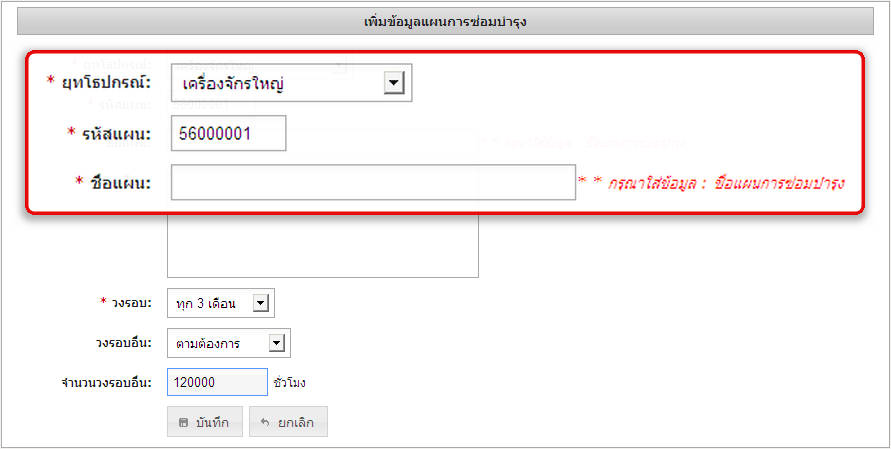 เพิ่มข้อมูลแผนการซ่อมบำรุง
* ยุทโธปกรณ์: เครื่องจักรใหญ่
* รหัสแผน: 56000001
* ชื่อแผน: * * กรุณาใส่ข้อมูล : ชื่อแผนการซ่อมบำรุง
* วงรอบ: ทุก 3 เดือน
วงรอบอื่น: ตามต้องการ
จำนวนวงรอบอื่น: 120000 ชั่วโมง
บันทึก ยกเลิก